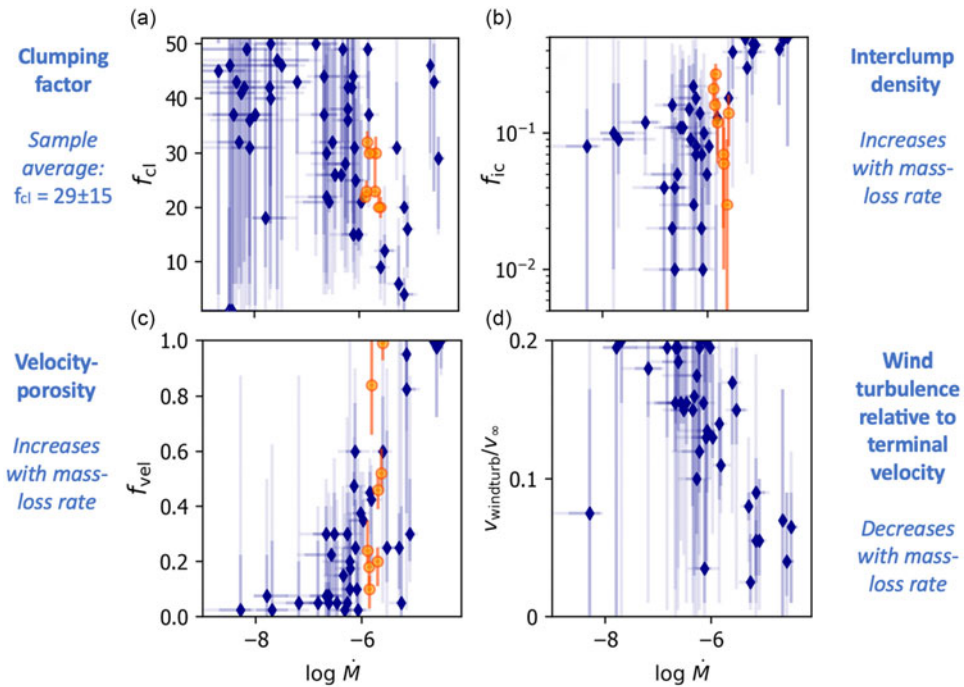 (a)
(b)
Clumping
factor
Sample
average:
fcl = 29±15
50
40
30
20
10
fcl
10⁻¹
10⁻²
fic
Interclump
density
Increases
with mass-
loss rate
(c)
(d)
Velocity-
porosity
Increases
with mass-
loss rate
1.0
0.8
0.6
0.4
0.2
0.0
fvel
−8
−6
log Ṁ
0.2
0.1
0
vwindturb/v∞
−8
−6
log Ṁ
Wind
turbulence
relative to
terminal
velocity
Decreases
with mass-
loss rate